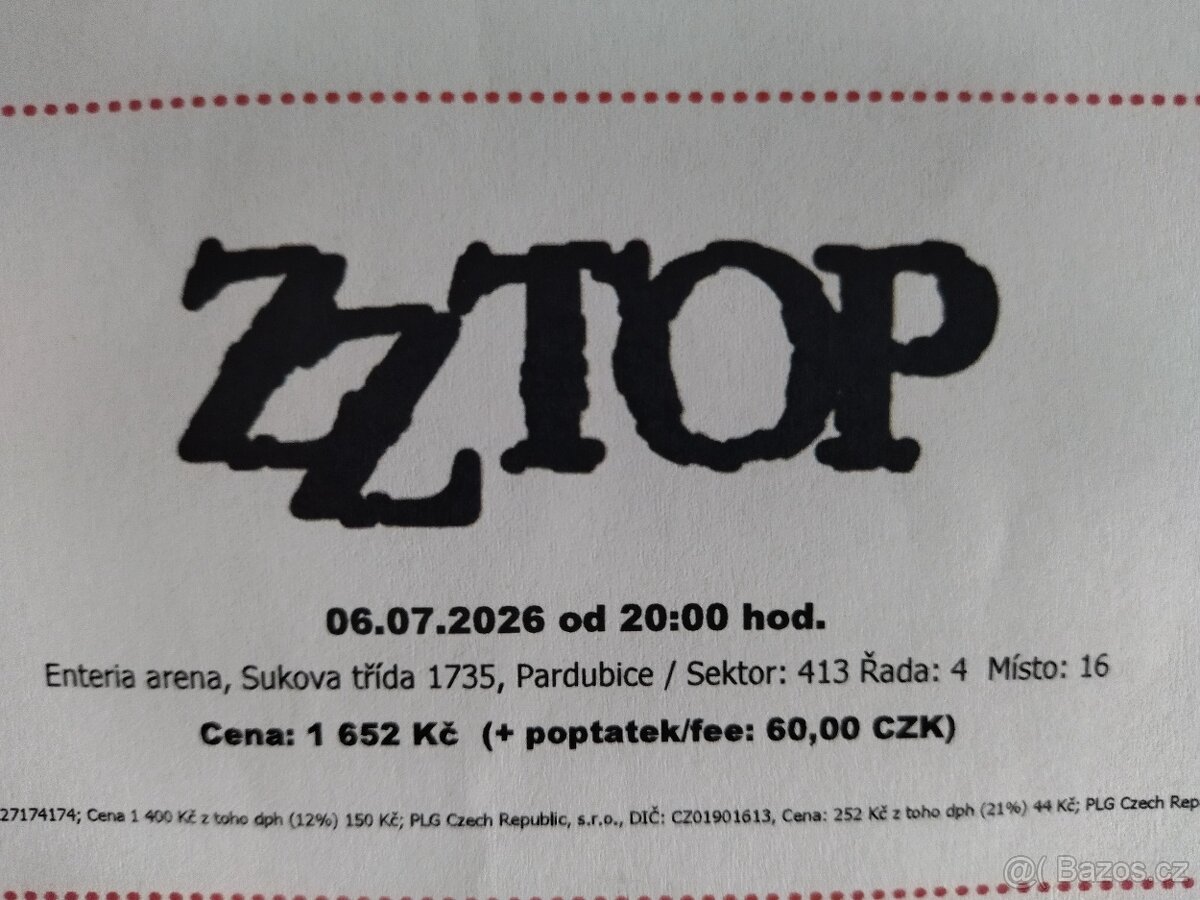 ZZTOP
06.07.2026 od 20:00 hod.
Enteria arena, Sukova třída 1735, Pardubice / Sektor: 413 Řada: 4 Místo: 16
Cena: 1 652 Kč (+ poptatek/fee: 60,00 CZK)
27174174; Cena 1 400 Kč z toho dph (12%) 150 Kč; PLG Czech Republic, s.r.o., DIČ: CZ01901613, Cena: 252 Kč z toho dph (21%) 44 Kč; PLG Czech Rep
@( Bazos.cz